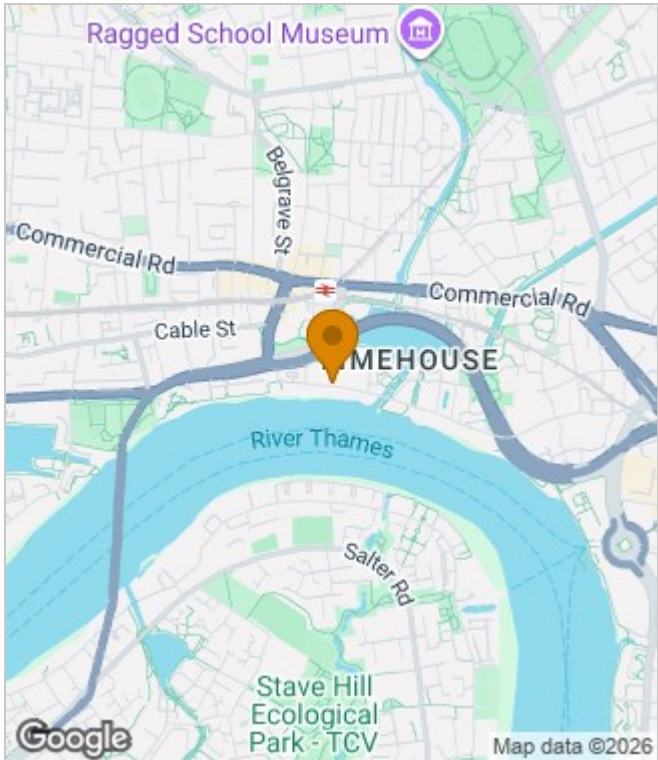 Ragged School Museum
Belgrave St
Commercial Rd
Commercial Rd
Cable St
IMEHOUSE
River Thames
Salter Rd
Stave Hill
Ecological
Park - TCV
Google
Map data ©2026